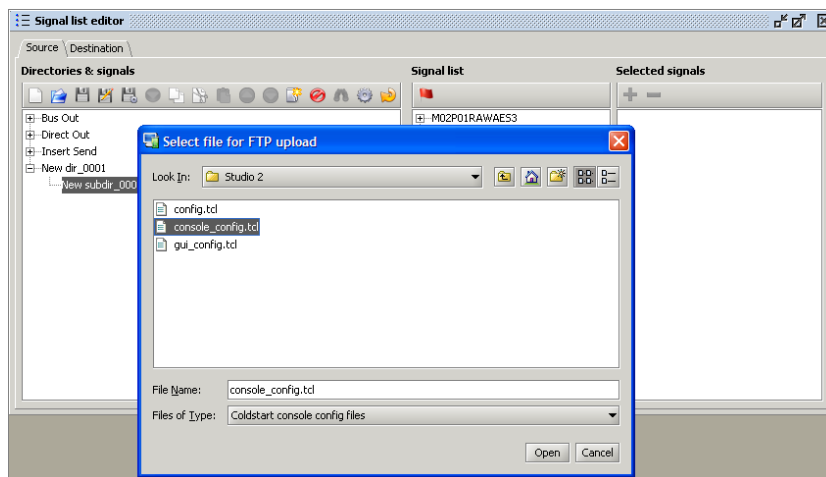 Signal list editor
Source
Destination
Directories & signals
Signal list
Selected signals
Bus Out
Direct Out
Insert Send
New dir_0001
New subdir_000
M02P01RAWAES3
Select file for FTP upload
Look In:
Studio 2
config.tcl
console_config.tcl
gui_config.tcl
File Name:
console_config.tcl
Files of Type:
Coldstart console config files
Open
Cancel